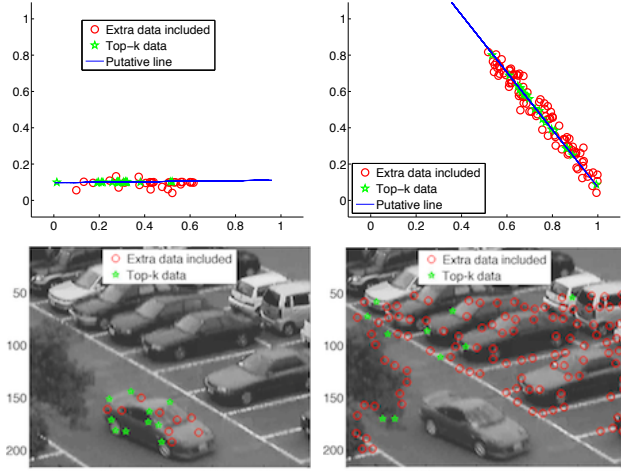 1
0.8
0.6
0.4
0.2
0
0 0.2 0.4 0.6 0.8 1
Extra data included
Top−k data
Putative line
1
0.8
0.6
0.4
0.2
0
0 0.2 0.4 0.6 0.8 1
Extra data included
Top−k data
Putative line
50
100
150
200
Extra data included
Top-k data
50
100
150
200
Extra data included
Top-k data